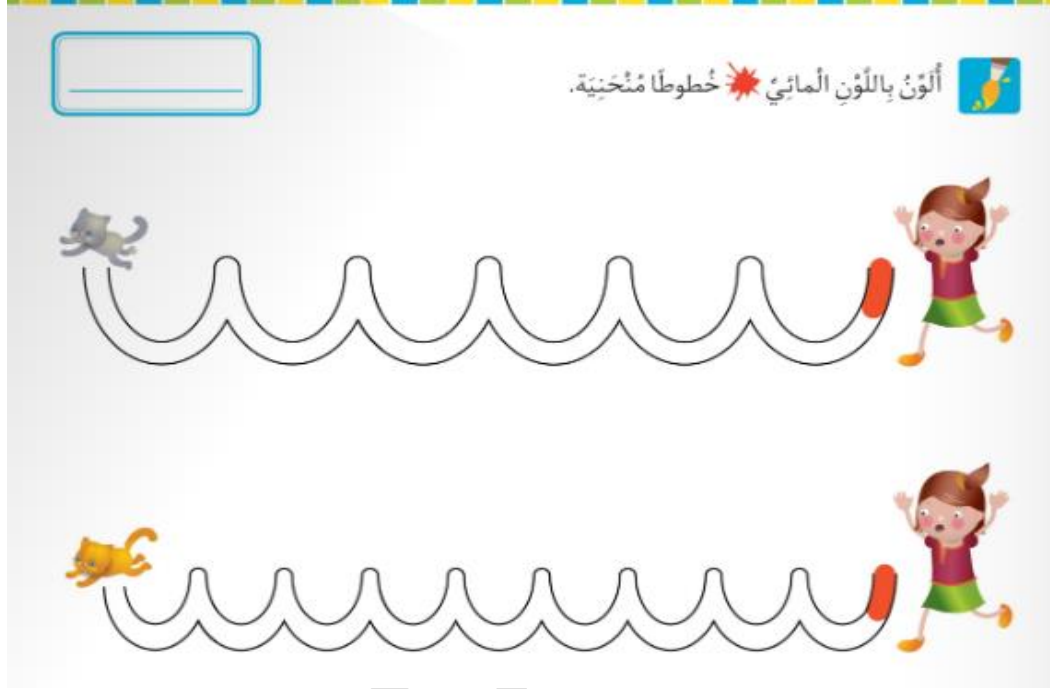 أُلَوِّنُ بِاللَّوْنِ الْمائِيِّ خُطوطًا مُنْحَنِيَة.